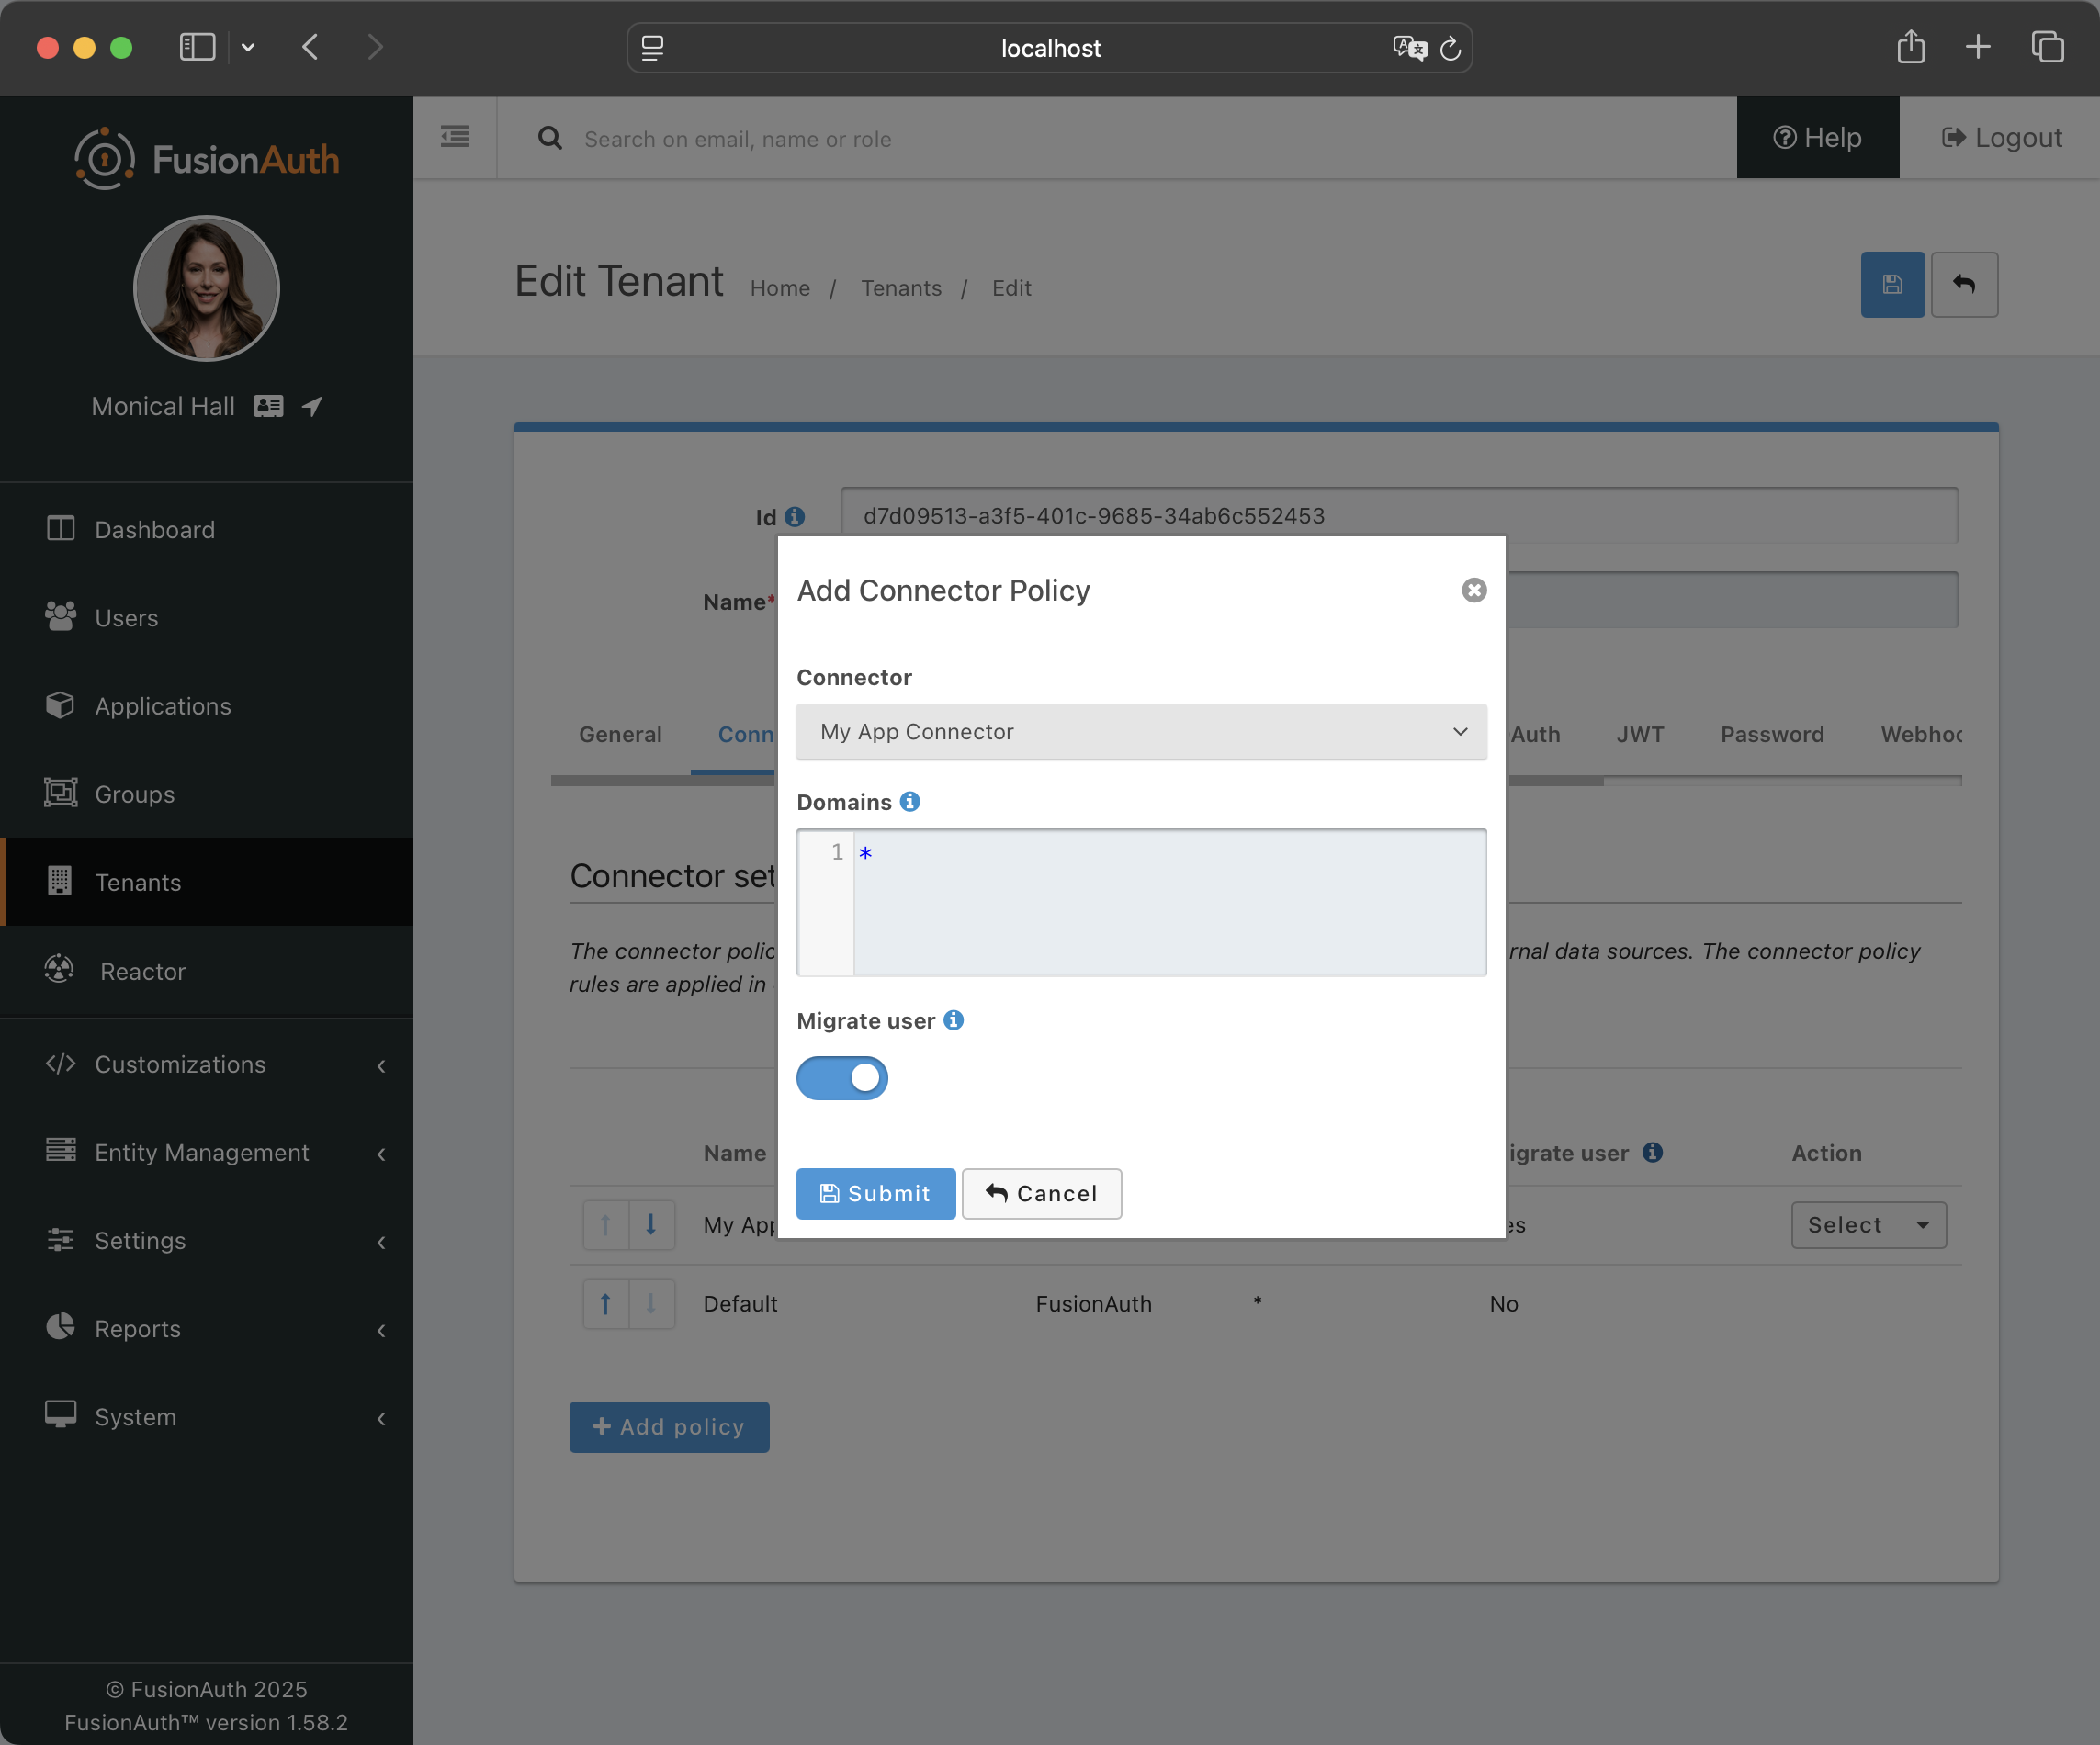 localhost
FusionAuth
Search on email, name or role
Help
Logout
Monical Hall
Edit Tenant
Home / Tenants / Edit
Dashboard
Users
Applications
Groups
Tenants
Reactor
Customizations
Entity Management
Settings
Reports
System
© FusionAuth 2025
FusionAuth™ version 1.58.2
Id
d7d09513-a3f5-401c-9685-34ab6c552453
Name*
General
Conn
Auth
JWT
Password
Webhoc
Connector set
The connector polic
rnal data sources. The connector policy
rules are applied in
Name
igrate user
Action
My App
es
Select
Default
FusionAuth
*
No
Add policy
Add Connector Policy
Connector
My App Connector
Domains
1 *
Migrate user
Submit
Cancel